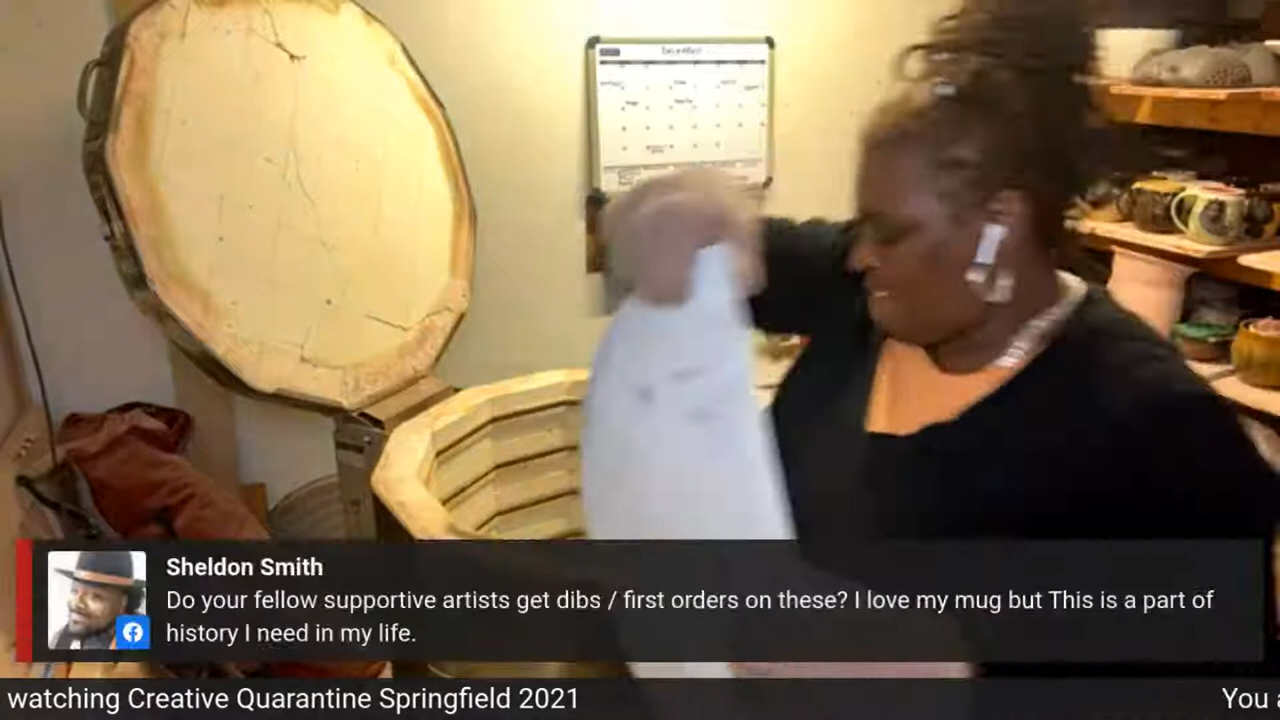 December
Sheldon Smith
Do your fellow supportive artists get dibs / first orders on these? I love my mug but This is a part of
history I need in my life.
watching Creative Quarantine Springfield 2021
You a